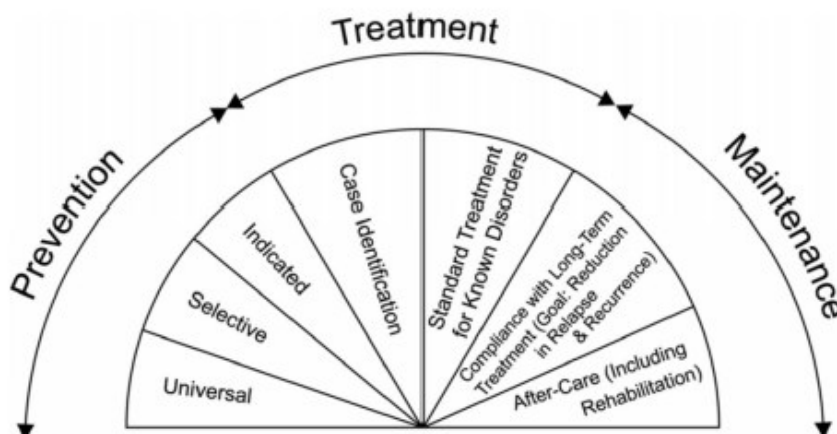 Treatment
Prevention
Maintenance
Universal
Selective
Indicated
Case Identification
Standard Treatment
for Known Disorders
Compliance with Long-Term
Treatment (Goal: Reduction
in Relapse
& Recurrence)
After-Care (Including
Rehabilitation)